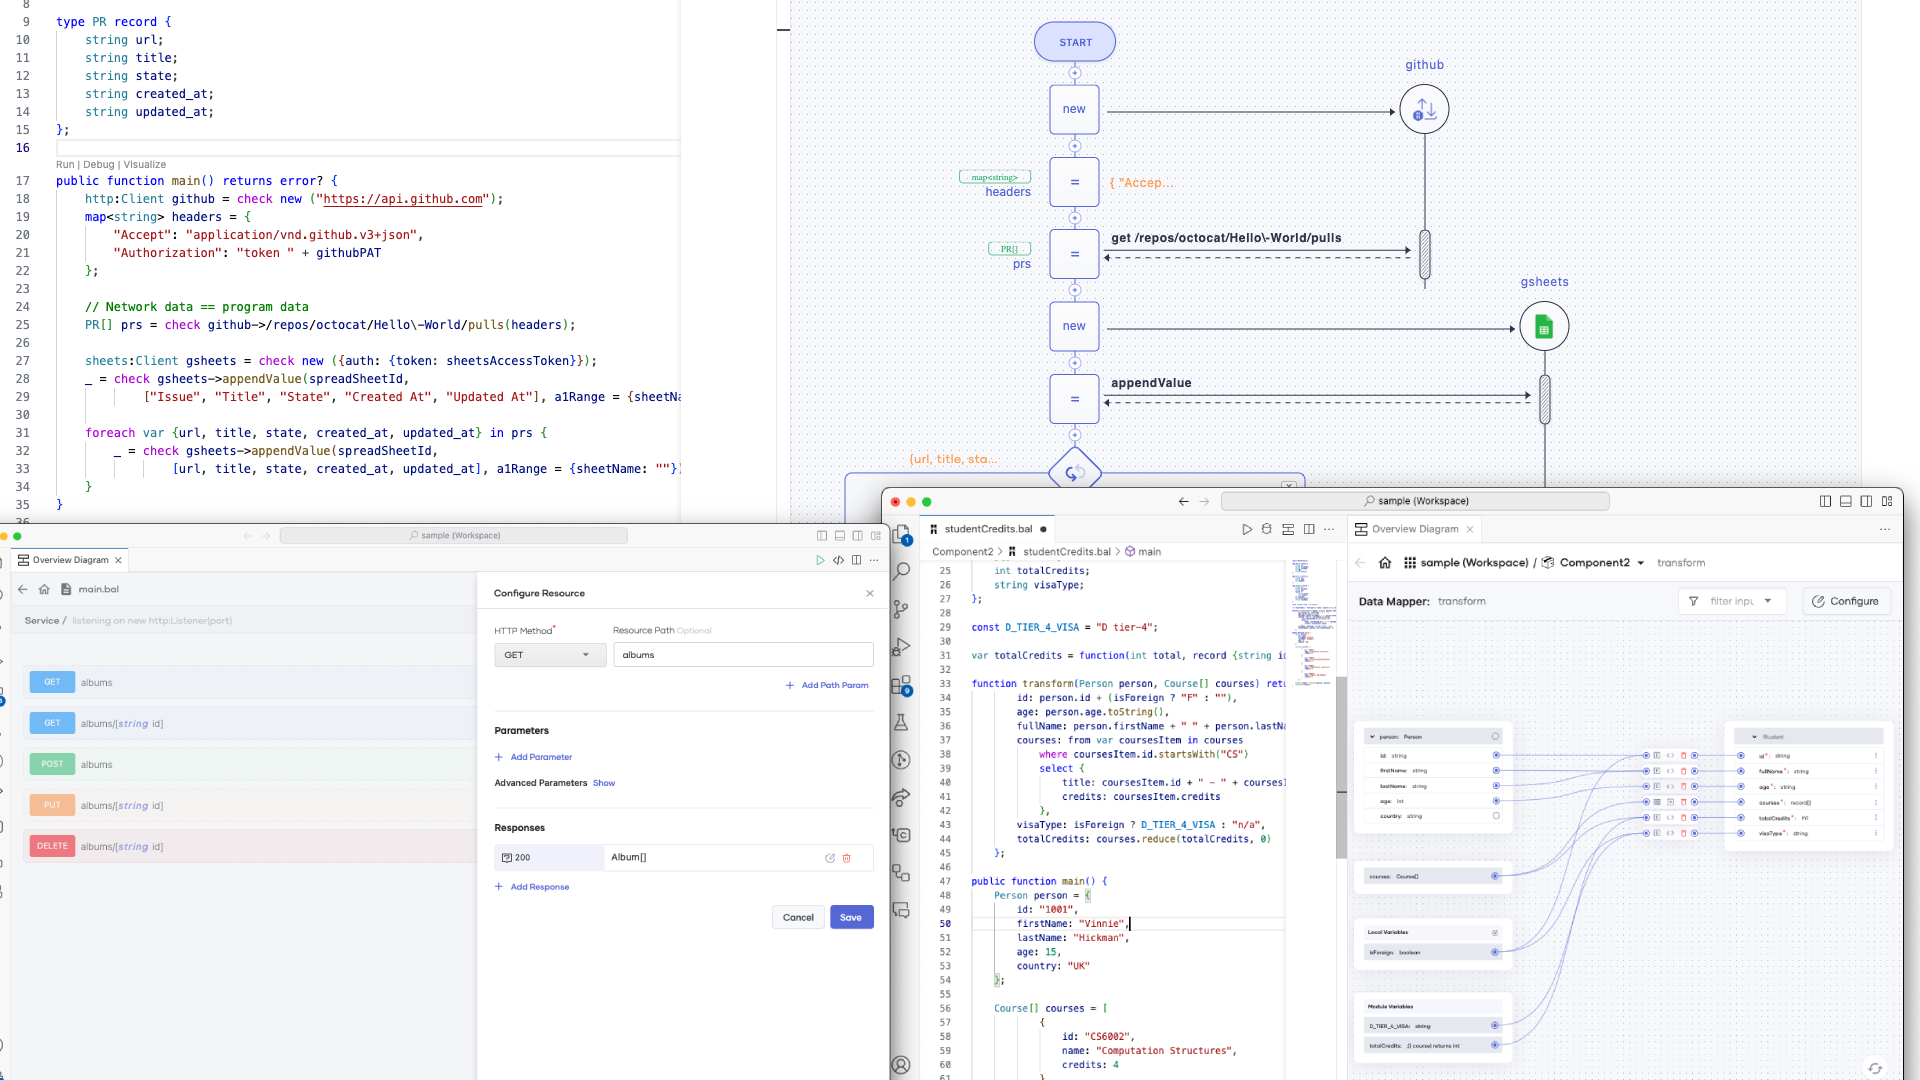 8
9 type PR record {
10 string url;
11 string title;
12 string state;
13 string created_at;
14 string updated_at;
15 };
16
Run | Debug | Visualize
17 public function main() returns error? {
18 http:Client github = check new ("https://api.github.com");
19 map<string> headers = {
20 "Accept": "application/vnd.github.v3+json",
21 "Authorization": "token " + githubPAT
22 };
23
24 // Network data == program data
25 PR[] prs = check github->/repos/octocat/Hello\-World/pulls(headers);
26
27 sheets:Client gsheets = check new ({auth: {token: sheetsAccessToken}});
28 _ = check gsheets->appendValue(spreadSheetId,
29 ["Issue", "Title", "State", "Created At", "Updated At"], a1Range = {sheetNa
30
31 foreach var {url, title, state, created_at, updated_at} in prs {
32 _ = check gsheets->appendValue(spreadSheetId,
33 [url, title, state, created_at, updated_at], a1Range = {sheetName: ""})
34 }
35 }
36
START
github
new
map<string>
headers
=
{ "Accep...
PR[]
prs
=
get /repos/octocat/Hello\-World/pulls
gsheets
new
appendValue
=
{url, title, sta...
sample (Workspace)
Overview Diagram
main.bal
Service / listening on new http:Listener(port)
GET albums
GET albums/[string id]
POST albums
PUT albums/[string id]
DELETE albums/[string id]
Configure Resource
HTTP Method*
Resource Path Optional
GET
albums
+ Add Path Param
Parameters
+ Add Parameter
Advanced Parameters Show
Responses
200 Album[]
+ Add Response
Cancel
Save
sample (Workspace)
1
9
studentCredits.bal
Component2 > studentCredits.bal > main
25 int totalCredits;
26 string visaType;
27 };
28
29 const D_TIER_4_VISA = "D tier-4";
30
31 var totalCredits = function(int total, record {string id
32
33 function transform(Person person, Course[] courses) retu
34 id: person.id + (isForeign ? "F" : ""),
35 age: person.age.toString(),
36 fullName: person.firstName + " " + person.lastNa
37 courses: from var coursesItem in courses
38 where coursesItem.id.startsWith("CS")
39 select {
40 title: coursesItem.id + " - " + coursesI
41 credits: coursesItem.credits
42 },
43 visaType: isForeign ? D_TIER_4_VISA : "n/a",
44 totalCredits: courses.reduce(totalCredits, 0)
45 };
46
47 public function main() {
48 Person person = {
49 id: "1001",
50 firstName: "Vinnie",
51 lastName: "Hickman",
52 age: 15,
53 country: "UK"
54 };
55
56 Course[] courses = [
57 {
58 id: "CS6002",
59 name: "Computation Structures",
60 credits: 4
61 }
Overview Diagram
sample (Workspace) / Component2 transform
Data Mapper: transform
filter input
Configure
person: Person
id: string
firstName: string
lastName: string
age: int
country: string
courses: Course[]
Local Variables
isForeign: boolean
Module Variables
D_TIER_4_VISA: string
totalCredits: () course) returns int
Student
id*: string
fullName*: string
age*: string
courses*: record[]
totalCredits*: int
visaType*: string